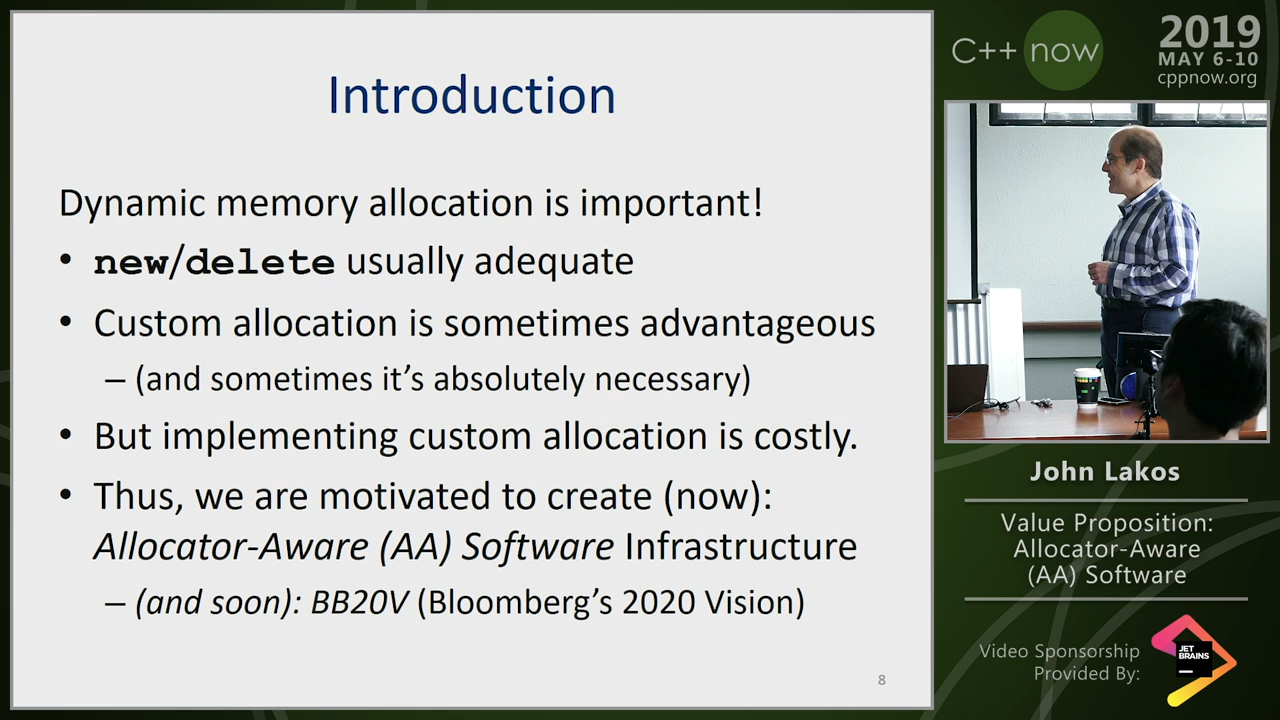 Introduction
Dynamic memory allocation is important!
• new/delete usually adequate
• Custom allocation is sometimes advantageous
– (and sometimes it’s absolutely necessary)
• But implementing custom allocation is costly.
• Thus, we are motivated to create (now):
Allocator-Aware (AA) Software Infrastructure
– (and soon): BB20V (Bloomberg’s 2020 Vision)
8
C++ now
2019
MAY 6-10
cppnow.org
John Lakos
Value Proposition:
Allocator-Aware
(AA) Software
Video Sponsorship
Provided By:
JET
BRAINS